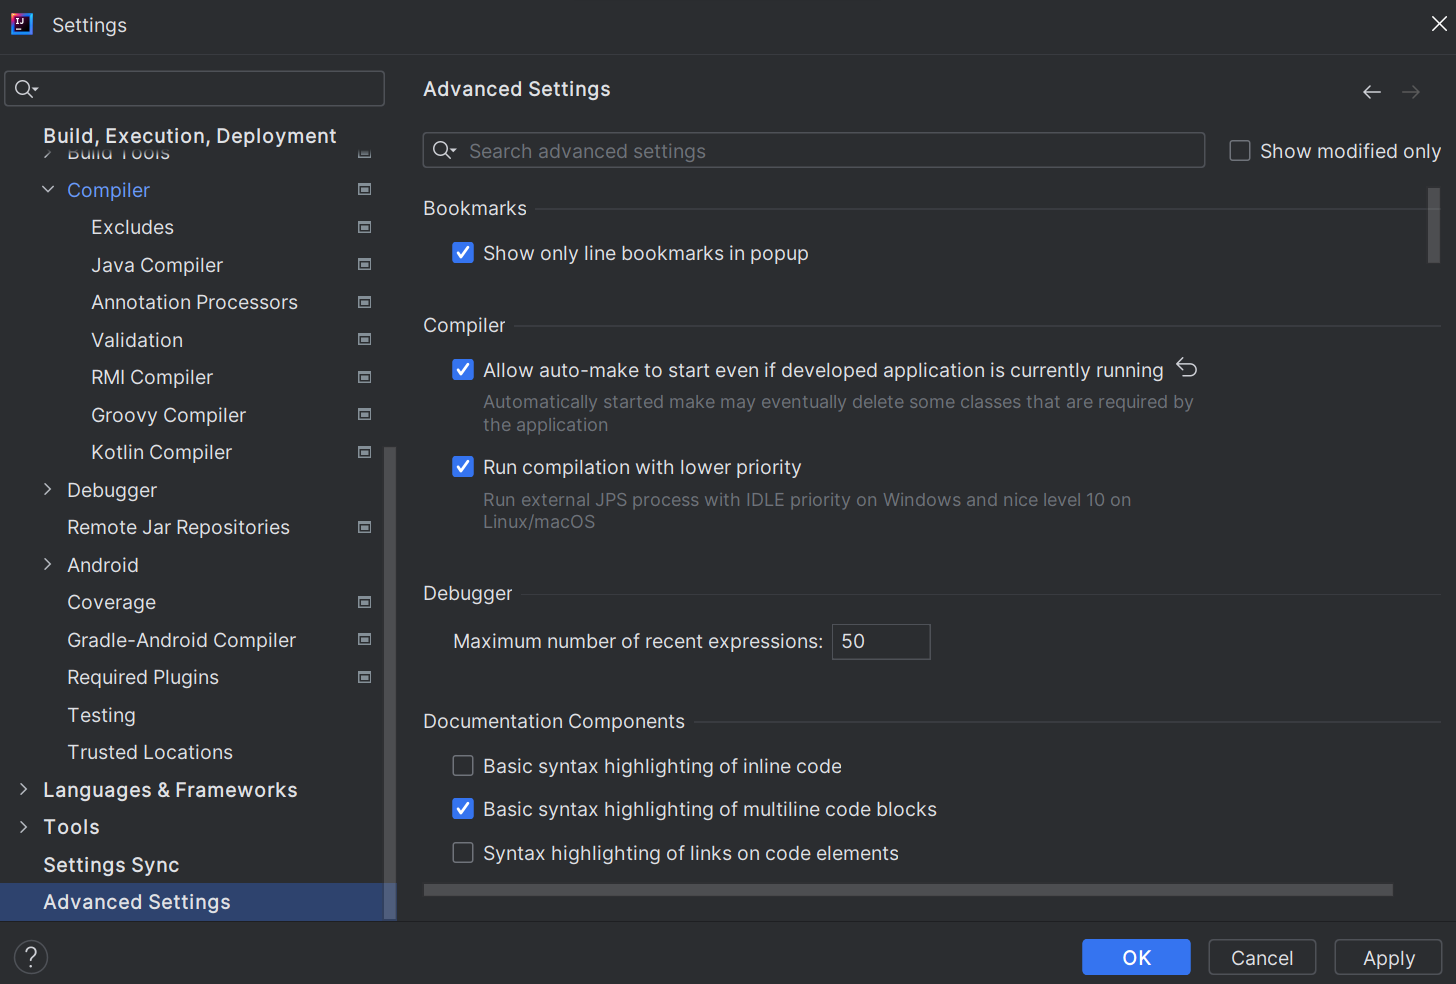 Settings
Build, Execution, Deployment
Build Tools
Compiler
Excludes
Java Compiler
Annotation Processors
Validation
RMI Compiler
Groovy Compiler
Kotlin Compiler
Debugger
Remote Jar Repositories
Android
Coverage
Gradle-Android Compiler
Required Plugins
Testing
Trusted Locations
Languages & Frameworks
Tools
Settings Sync
Advanced Settings
Advanced Settings
Search advanced settings
Show modified only
Bookmarks
Show only line bookmarks in popup
Compiler
Allow auto-make to start even if developed application is currently running
Automatically started make may eventually delete some classes that are required by
the application
Run compilation with lower priority
Run external JPS process with IDLE priority on Windows and nice level 10 on
Linux/macOS
Debugger
Maximum number of recent expressions: 50
Documentation Components
Basic syntax highlighting of inline code
Basic syntax highlighting of multiline code blocks
Syntax highlighting of links on code elements
?
OK
Cancel
Apply